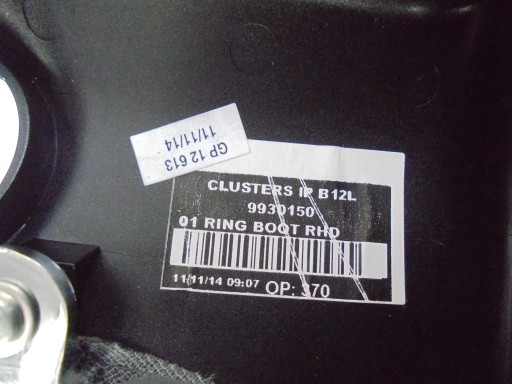 GP 12 613
11/11/14
CLUSTERS IP B12L
9930150
01 RING BOOT RHD
11/11/14 09:07 OP: 370